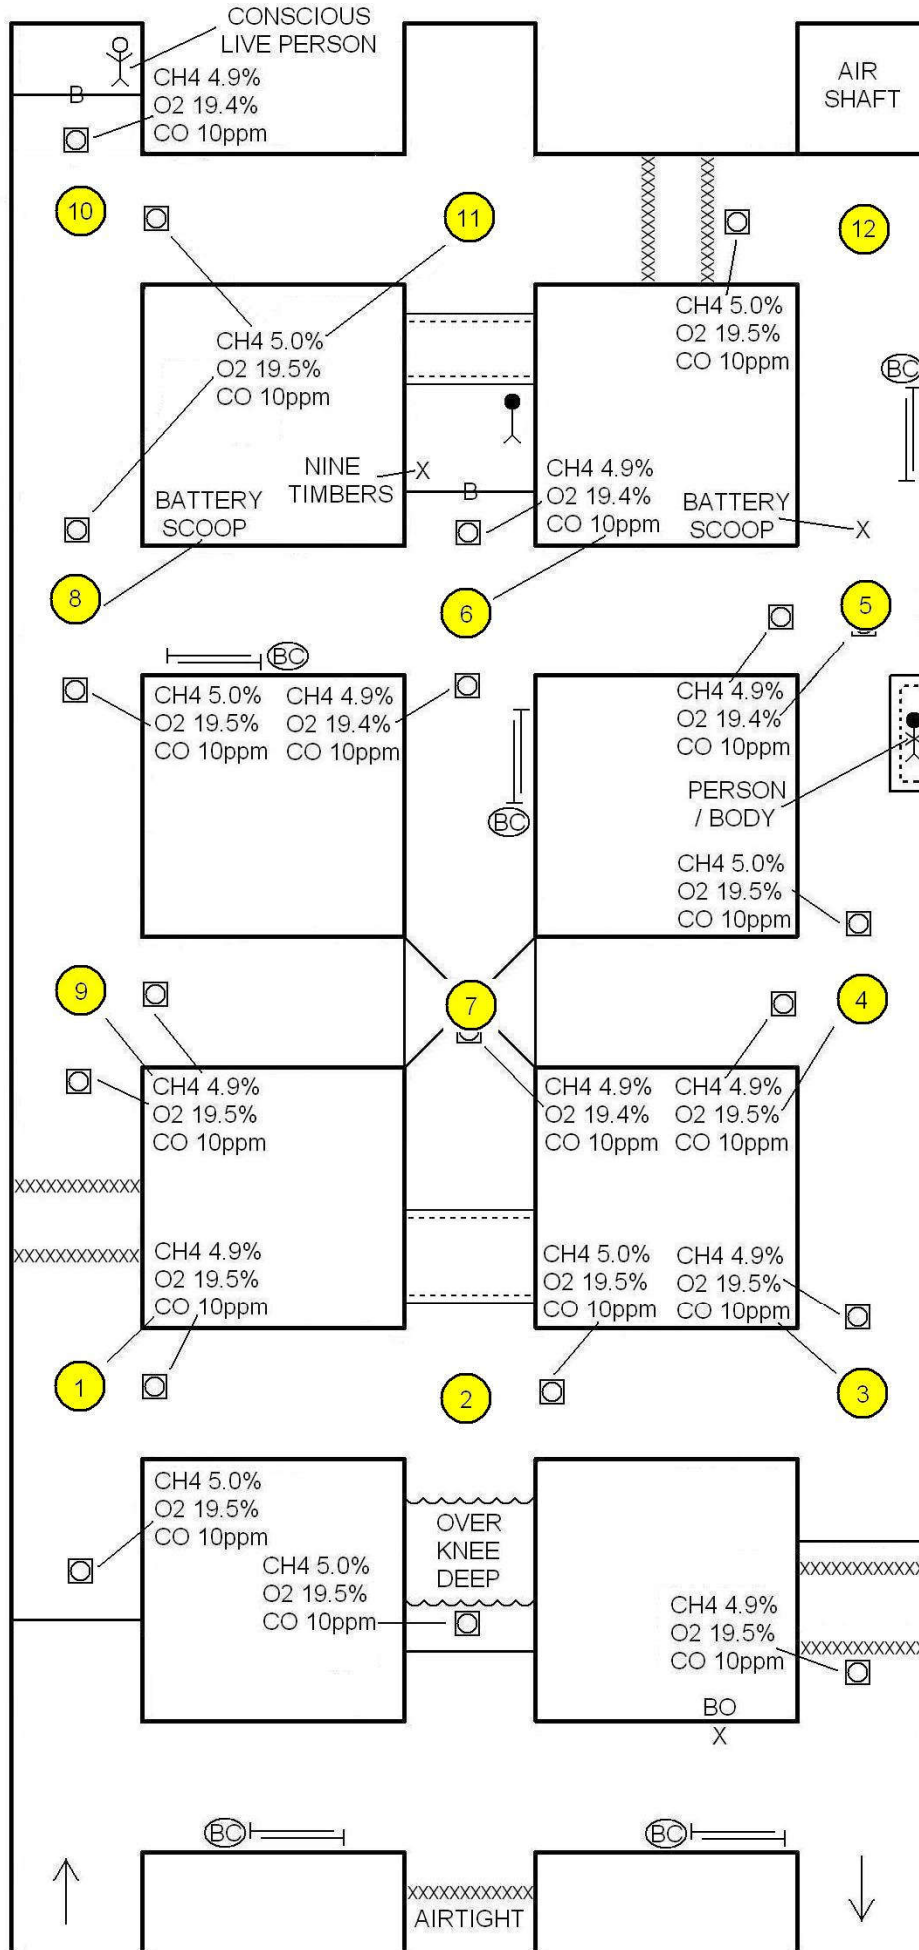 CONSCIOUS
LIVE PERSON
CH4 4.9%
O2 19.4%
CO 10ppm
B
AIR
SHAFT
10
11
12
CH4 5.0%
O2 19.5%
CO 10ppm
CH4 5.0%
O2 19.5%
CO 10ppm
BC
NINE
TIMBERS
X
B
CH4 4.9%
O2 19.4%
CO 10ppm
BATTERY
SCOOP
BATTERY
SCOOP
X
8
6
5
BC
CH4 5.0%
O2 19.5%
CO 10ppm
CH4 4.9%
O2 19.4%
CO 10ppm
CH4 4.9%
O2 19.4%
CO 10ppm
BC
PERSON
/ BODY
CH4 5.0%
O2 19.5%
CO 10ppm
9
7
4
CH4 4.9%
O2 19.5%
CO 10ppm
CH4 4.9%
O2 19.4%
CO 10ppm
CH4 4.9%
O2 19.5%
CO 10ppm
XXXXXXXXXXXX
XXXXXXXXXXXX
CH4 4.9%
O2 19.5%
CO 10ppm
CH4 5.0%
O2 19.5%
CO 10ppm
CH4 4.9%
O2 19.5%
CO 10ppm
1
2
3
CH4 5.0%
O2 19.5%
CO 10ppm
OVER
KNEE
DEEP
CH4 5.0%
O2 19.5%
CO 10ppm
XXXXXXXXXXX
CH4 4.9%
O2 19.5%
CO 10ppm
XXXXXXXXXXX
BO
X
BC
BC
XXXXXXXXXXX
AIRTIGHT